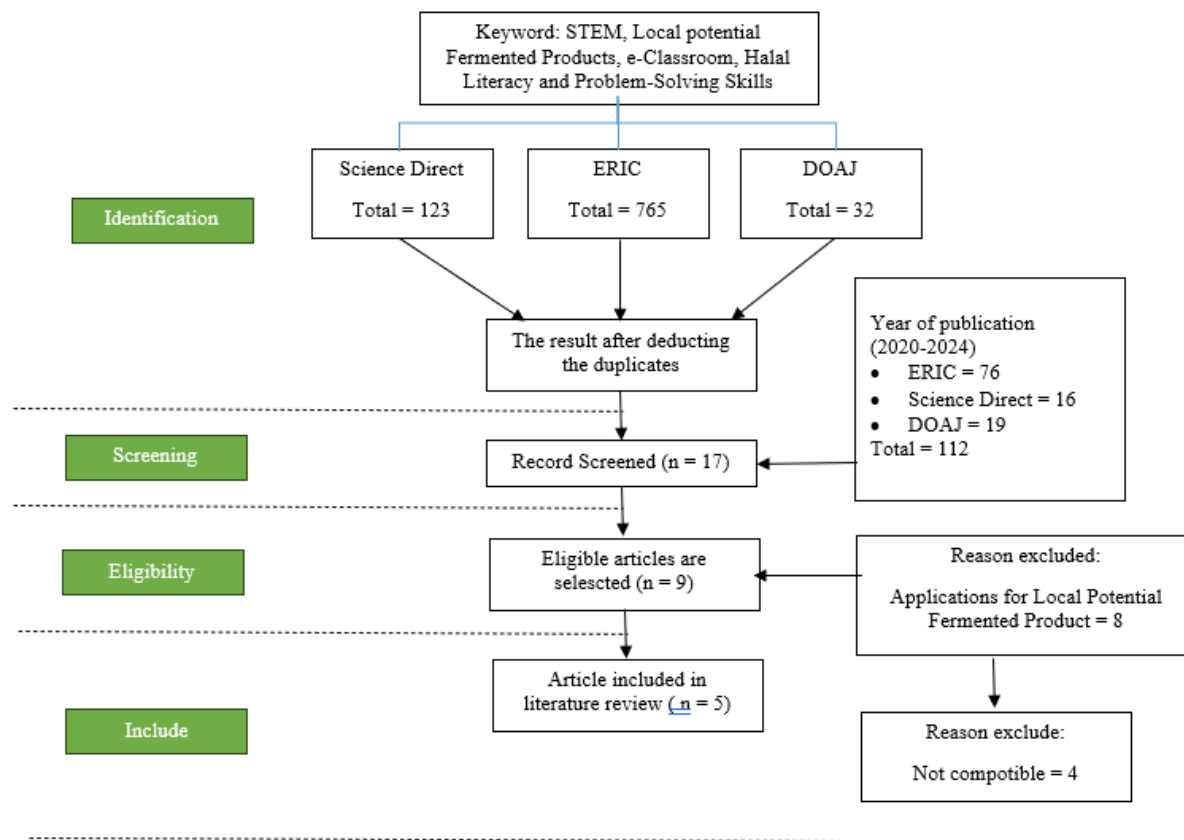 Keyword: STEM, Local potential
Fermented Products, e-Classroom, Halal
Literacy and Problem-Solving Skills
Science Direct
Total = 123
ERIC
Total = 765
DOAJ
Total = 32
Identification
The result after deducting
the duplicates
Year of publication
(2020-2024)
• ERIC = 76
• Science Direct = 16
• DOAJ = 19
Total = 112
Screening
Record Screened (n = 17)
Eligibility
Eligible articles are
selescted (n = 9)
Reason excluded:
Applications for Local Potential
Fermented Product = 8
Include
Article included in
literature review ( n = 5)
Reason exclude:
Not compotible = 4